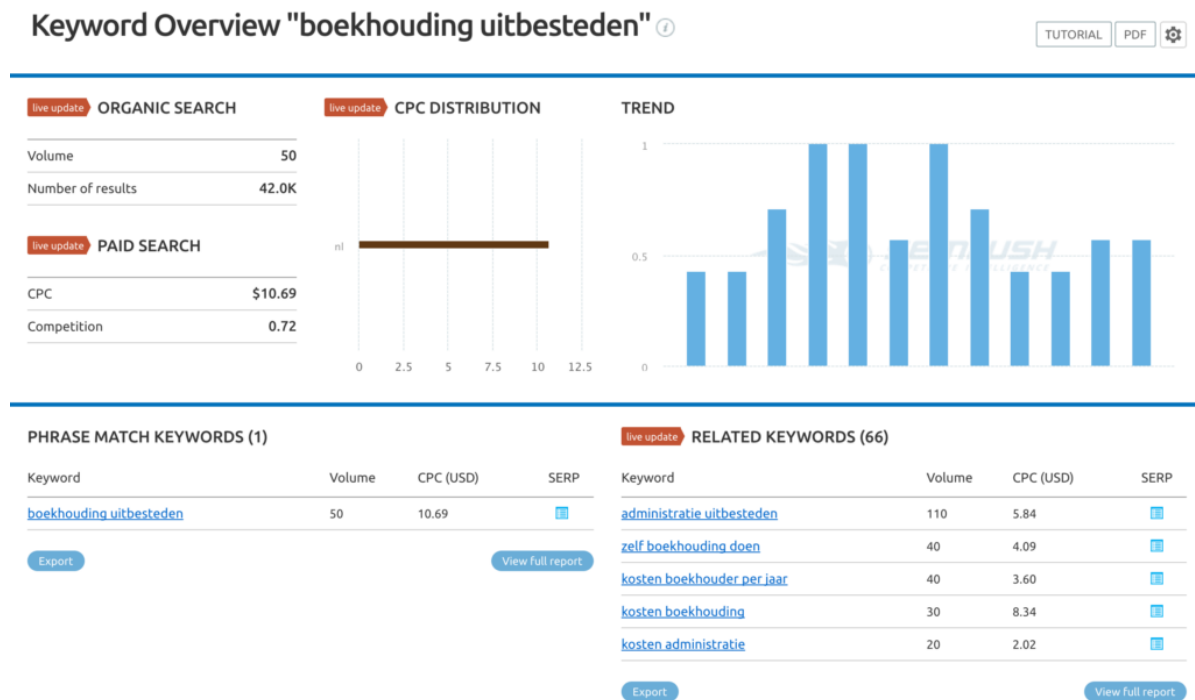 Keyword Overview "boekhouding uitbesteden" i
TUTORIAL PDF
live update ORGANIC SEARCH
Volume 50
Number of results 42.0K
live update PAID SEARCH
CPC $10.69
Competition 0.72
live update CPC DISTRIBUTION
nl
0 2.5 5 7.5 10 12.5
TREND
1
0.5
0
SEMRUSH
COMPETITIVE INTELLIGENCE
PHRASE MATCH KEYWORDS (1)
Keyword Volume CPC (USD) SERP
boekhouding uitbesteden 50 10.69
Export View full report
live update RELATED KEYWORDS (66)
Keyword Volume CPC (USD) SERP
administratie uitbesteden 110 5.84
zelf boekhouding doen 40 4.09
kosten boekhouder per jaar 40 3.60
kosten boekhouding 30 8.34
kosten administratie 20 2.02
Export View full report